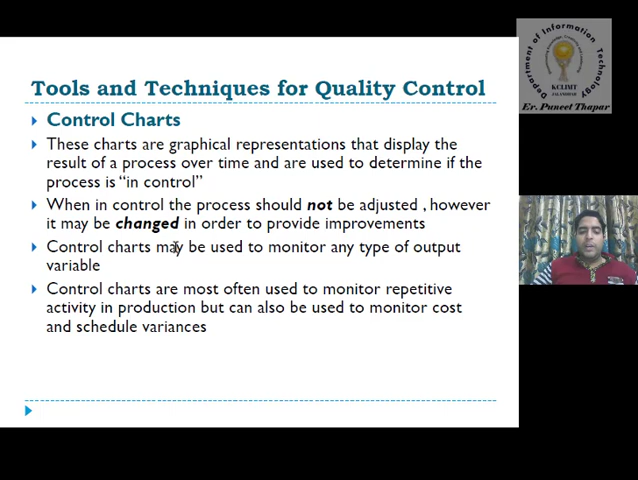 Tools and Techniques for Quality Control
Control Charts
These charts are graphical representations that display the
result of a process over time and are used to determine if the
process is “in control”
When in control the process should not be adjusted , however
it may be changed in order to provide improvements
Control charts may be used to monitor any type of output
variable
Control charts are most often used to monitor repetitive
activity in production but can also be used to monitor cost
and schedule variances
Department of Information Technology
KCLIMT
JALANDHAR
Er. Puneet Thapar